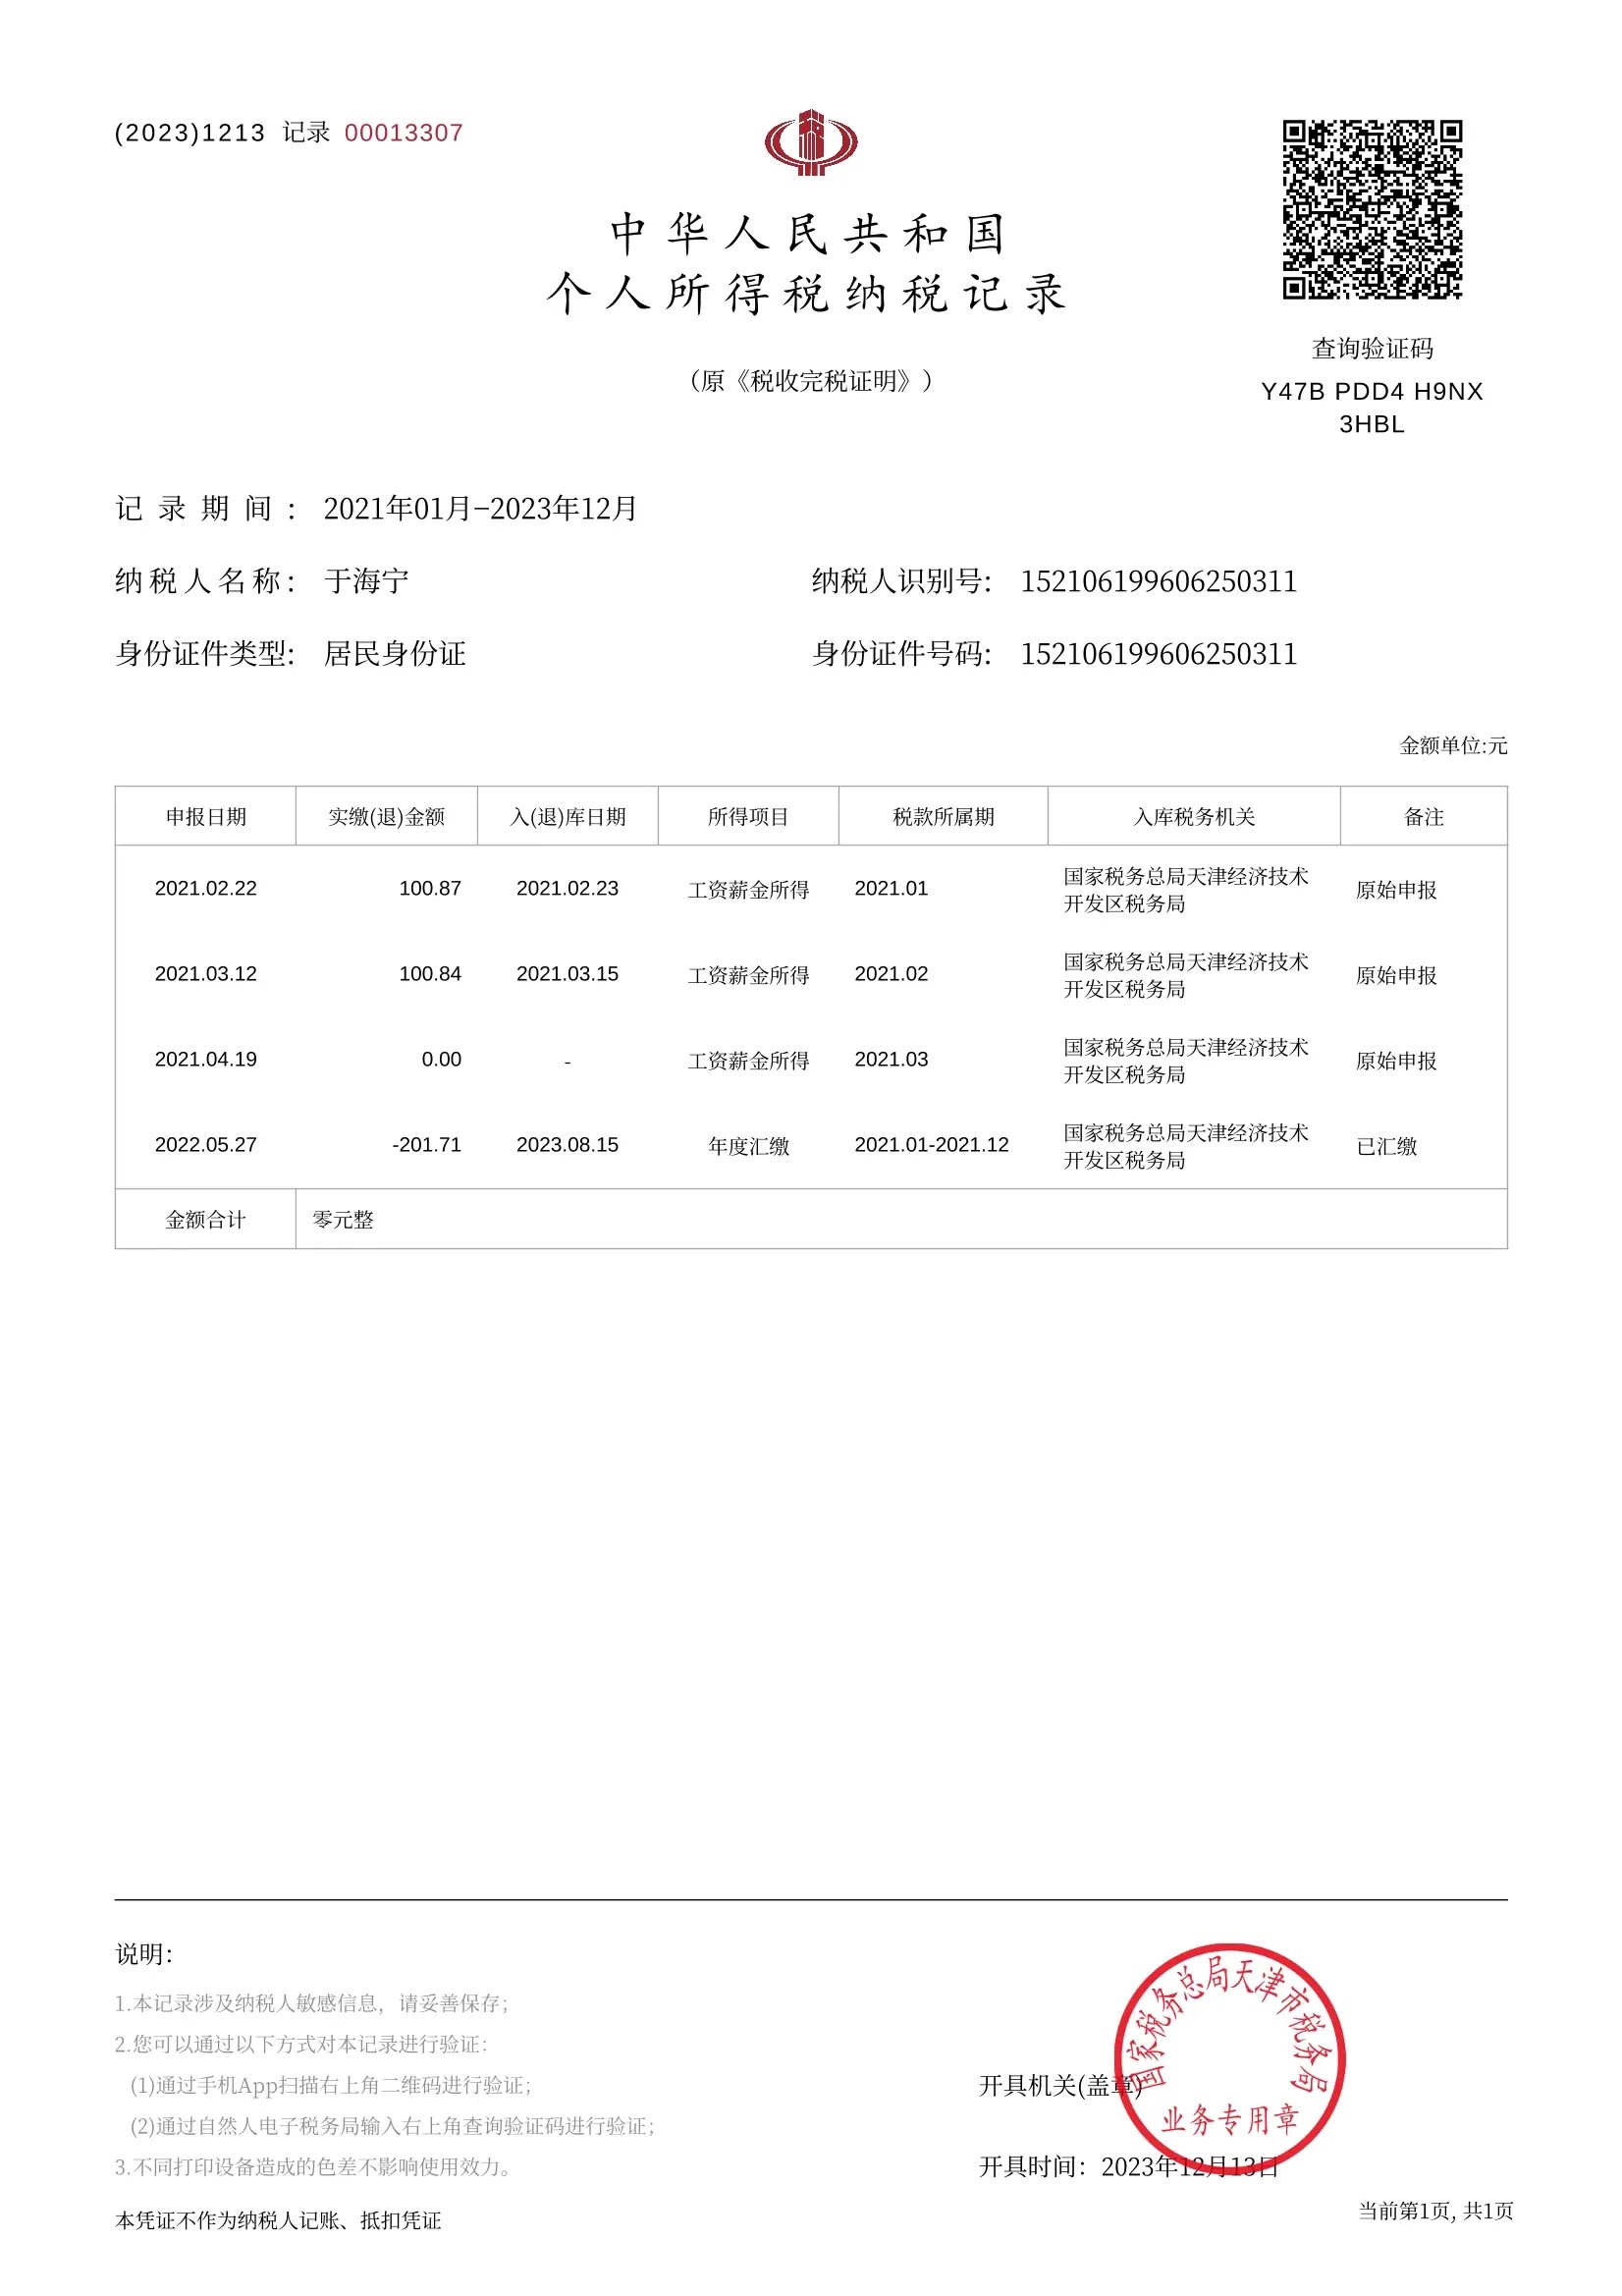 (2023)1213 记录 00013307
中华人民共和国
个人所得税纳税记录
（原《税收完税证明》）
查询验证码
Y47B PDD4 H9NX
3HBL
记录期间： 2021年01月-2023年12月
纳税人名称： 于海宁 纳税人识别号： 152106199606250311
身份证件类型： 居民身份证 身份证件号码： 152106199606250311
金额单位:元
申报日期 实缴(退)金额 入(退)库日期 所得项目 税款所属期 入库税务机关 备注
2021.02.22 100.87 2021.02.23 工资薪金所得 2021.01 国家税务总局天津经济技术开发区税务局 原始申报
2021.03.12 100.84 2021.03.15 工资薪金所得 2021.02 国家税务总局天津经济技术开发区税务局 原始申报
2021.04.19 0.00 - 工资薪金所得 2021.03 国家税务总局天津经济技术开发区税务局 原始申报
2022.05.27 -201.71 2023.08.15 年度汇缴 2021.01-2021.12 国家税务总局天津经济技术开发区税务局 已汇缴
金额合计 零元整
说明：
1.本记录涉及纳税人敏感信息，请妥善保存；
2.您可以通过以下方式对本记录进行验证：
(1)通过手机App扫描右上角二维码进行验证；
(2)通过自然人电子税务局输入右上角查询验证码进行验证；
3.不同打印设备造成的色差不影响使用效力。
本凭证不作为纳税人记账、抵扣凭证
开具机关(盖章)
国家税务总局天津市税务局
业务专用章
开具时间：2023年12月13日
当前第1页, 共1页